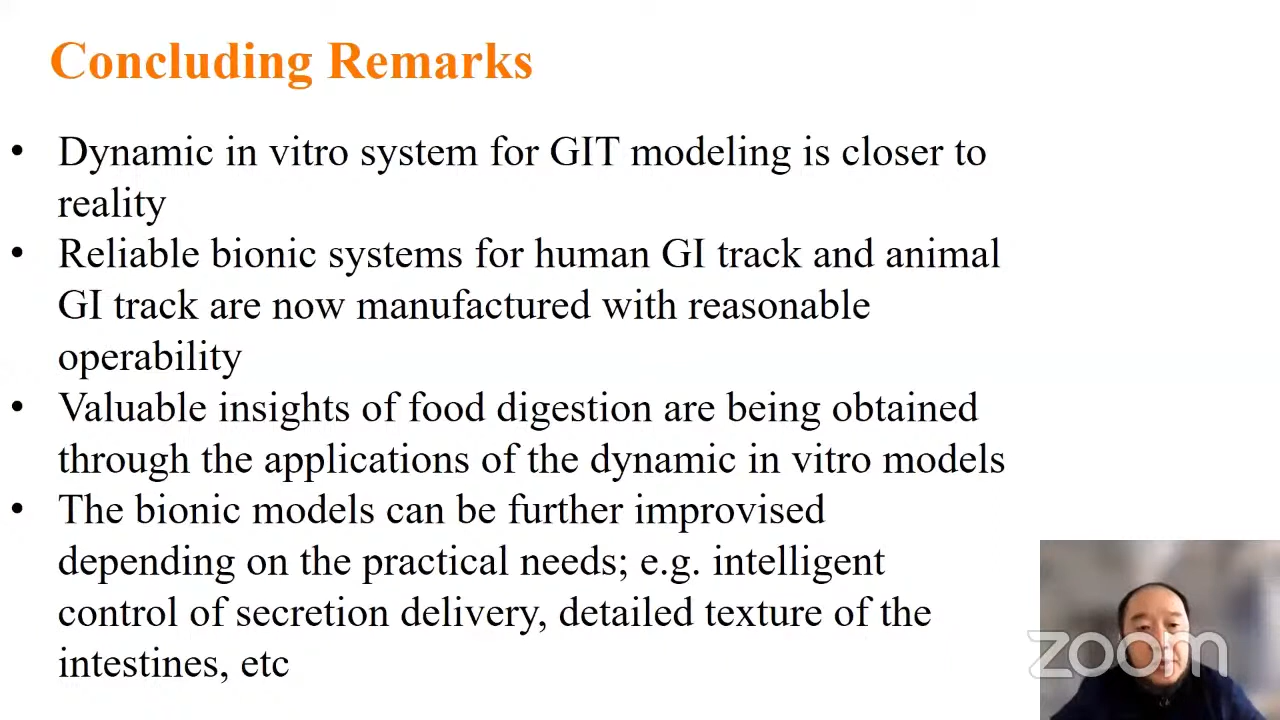 Concluding Remarks
• Dynamic in vitro system for GIT modeling is closer to
reality
• Reliable bionic systems for human GI track and animal
GI track are now manufactured with reasonable
operability
• Valuable insights of food digestion are being obtained
through the applications of the dynamic in vitro models
• The bionic models can be further improvised
depending on the practical needs; e.g. intelligent
control of secretion delivery, detailed texture of the
intestines, etc
zoom